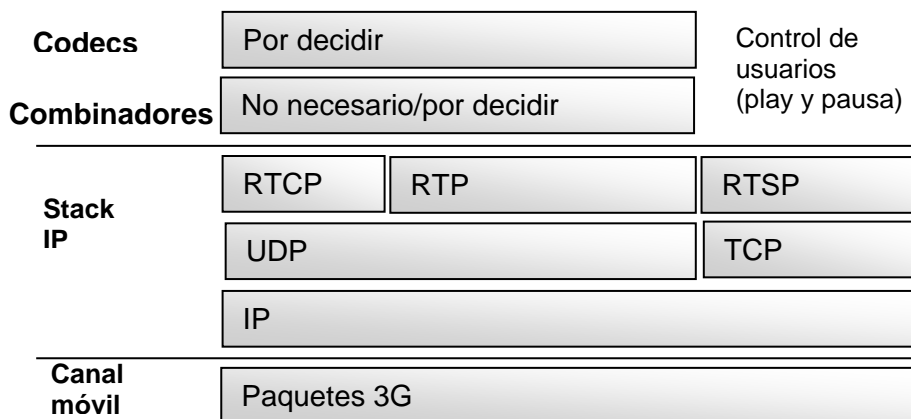 Codecs
Por decidir
Control de
usuarios
(play y pausa)
Combinadores
No necesario/por decidir
Stack
IP
RTCP
RTP
RTSP
UDP
TCP
IP
Canal
móvil
Paquetes 3G